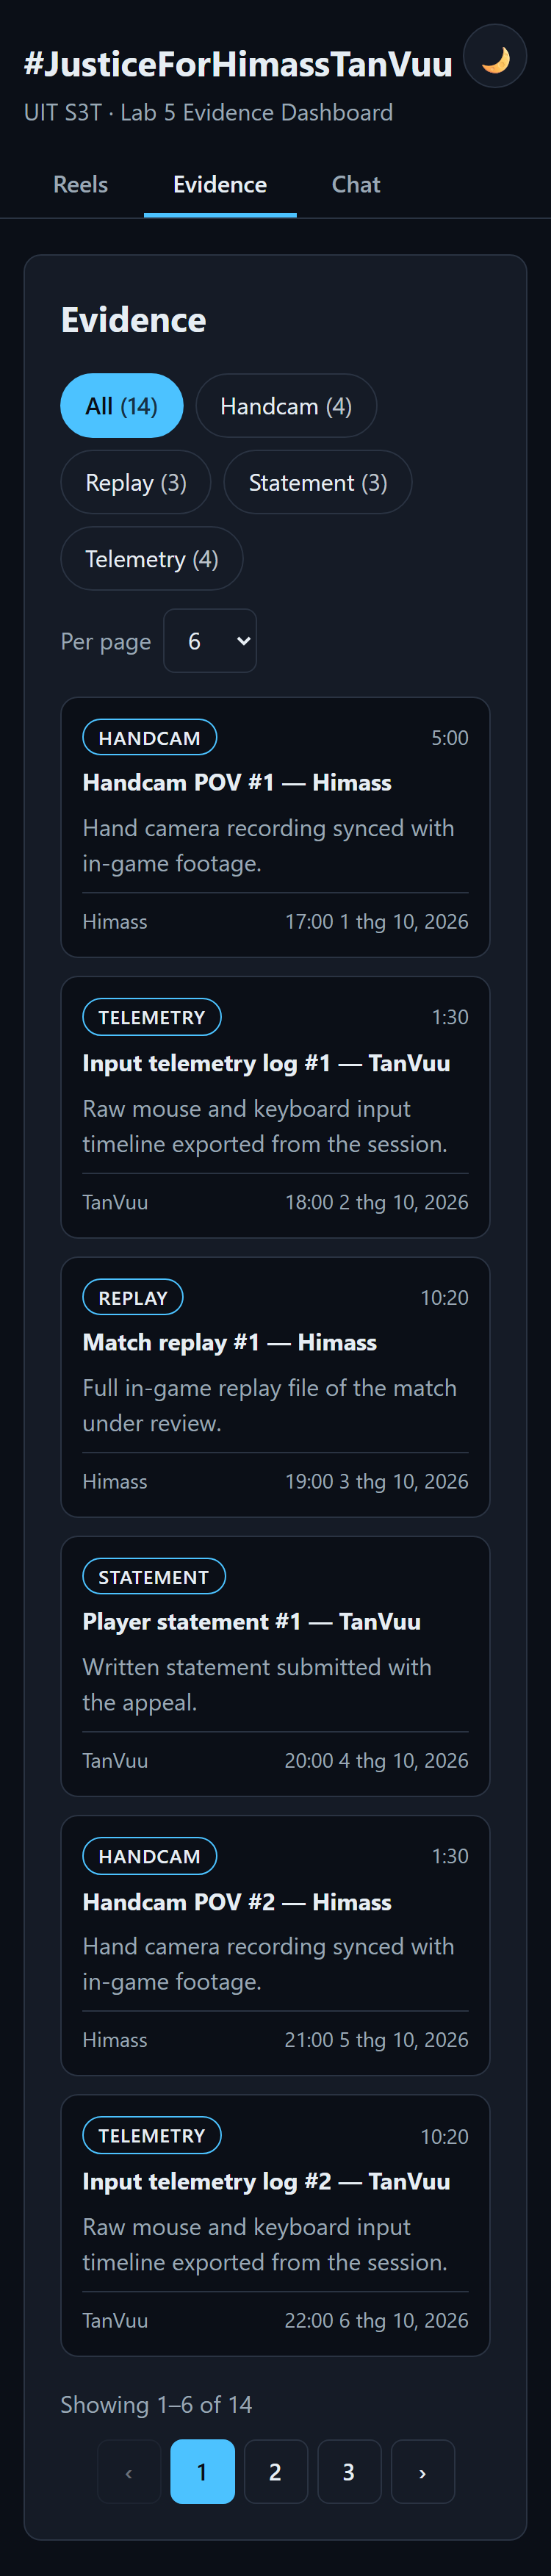 #JusticeForHimassTanVuu
UIT S3T · Lab 5 Evidence Dashboard
Reels Evidence Chat
Evidence
All (14) Handcam (4)
Replay (3) Statement (3)
Telemetry (4)
Per page 6
HANDCAM 5:00
Handcam POV #1 — Himass
Hand camera recording synced with
in-game footage.
Himass 17:00 1 thg 10, 2026
TELEMETRY 1:30
Input telemetry log #1 — TanVuu
Raw mouse and keyboard input
timeline exported from the session.
TanVuu 18:00 2 thg 10, 2026
REPLAY 10:20
Match replay #1 — Himass
Full in-game replay file of the match
under review.
Himass 19:00 3 thg 10, 2026
STATEMENT
Player statement #1 — TanVuu
Written statement submitted with
the appeal.
TanVuu 20:00 4 thg 10, 2026
HANDCAM 1:30
Handcam POV #2 — Himass
Hand camera recording synced with
in-game footage.
Himass 21:00 5 thg 10, 2026
TELEMETRY 10:20
Input telemetry log #2 — TanVuu
Raw mouse and keyboard input
timeline exported from the session.
TanVuu 22:00 6 thg 10, 2026
Showing 1–6 of 14
‹ 1 2 3 ›